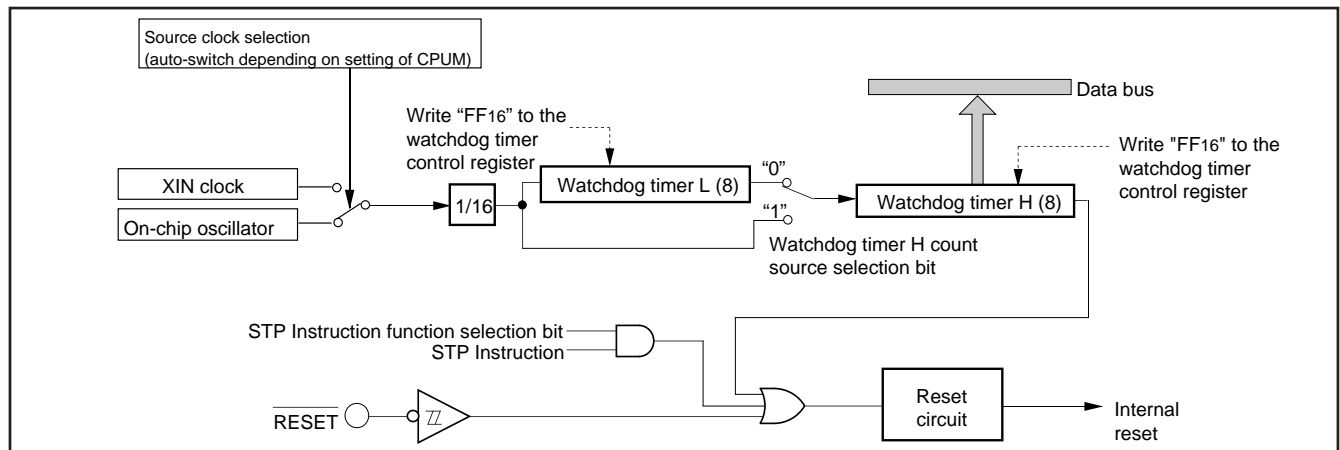 Source clock selection
(auto-switch depending on setting of CPUM)
Data bus
Write “FF16” to the
watchdog timer
control register
Write "FF16" to the
watchdog timer
control register
XIN clock
On-chip oscillator
1/16
Watchdog timer L (8)
“0”
“1”
Watchdog timer H (8)
Watchdog timer H count
source selection bit
STP Instruction function selection bit
STP Instruction
RESET
Reset
circuit
Internal
reset